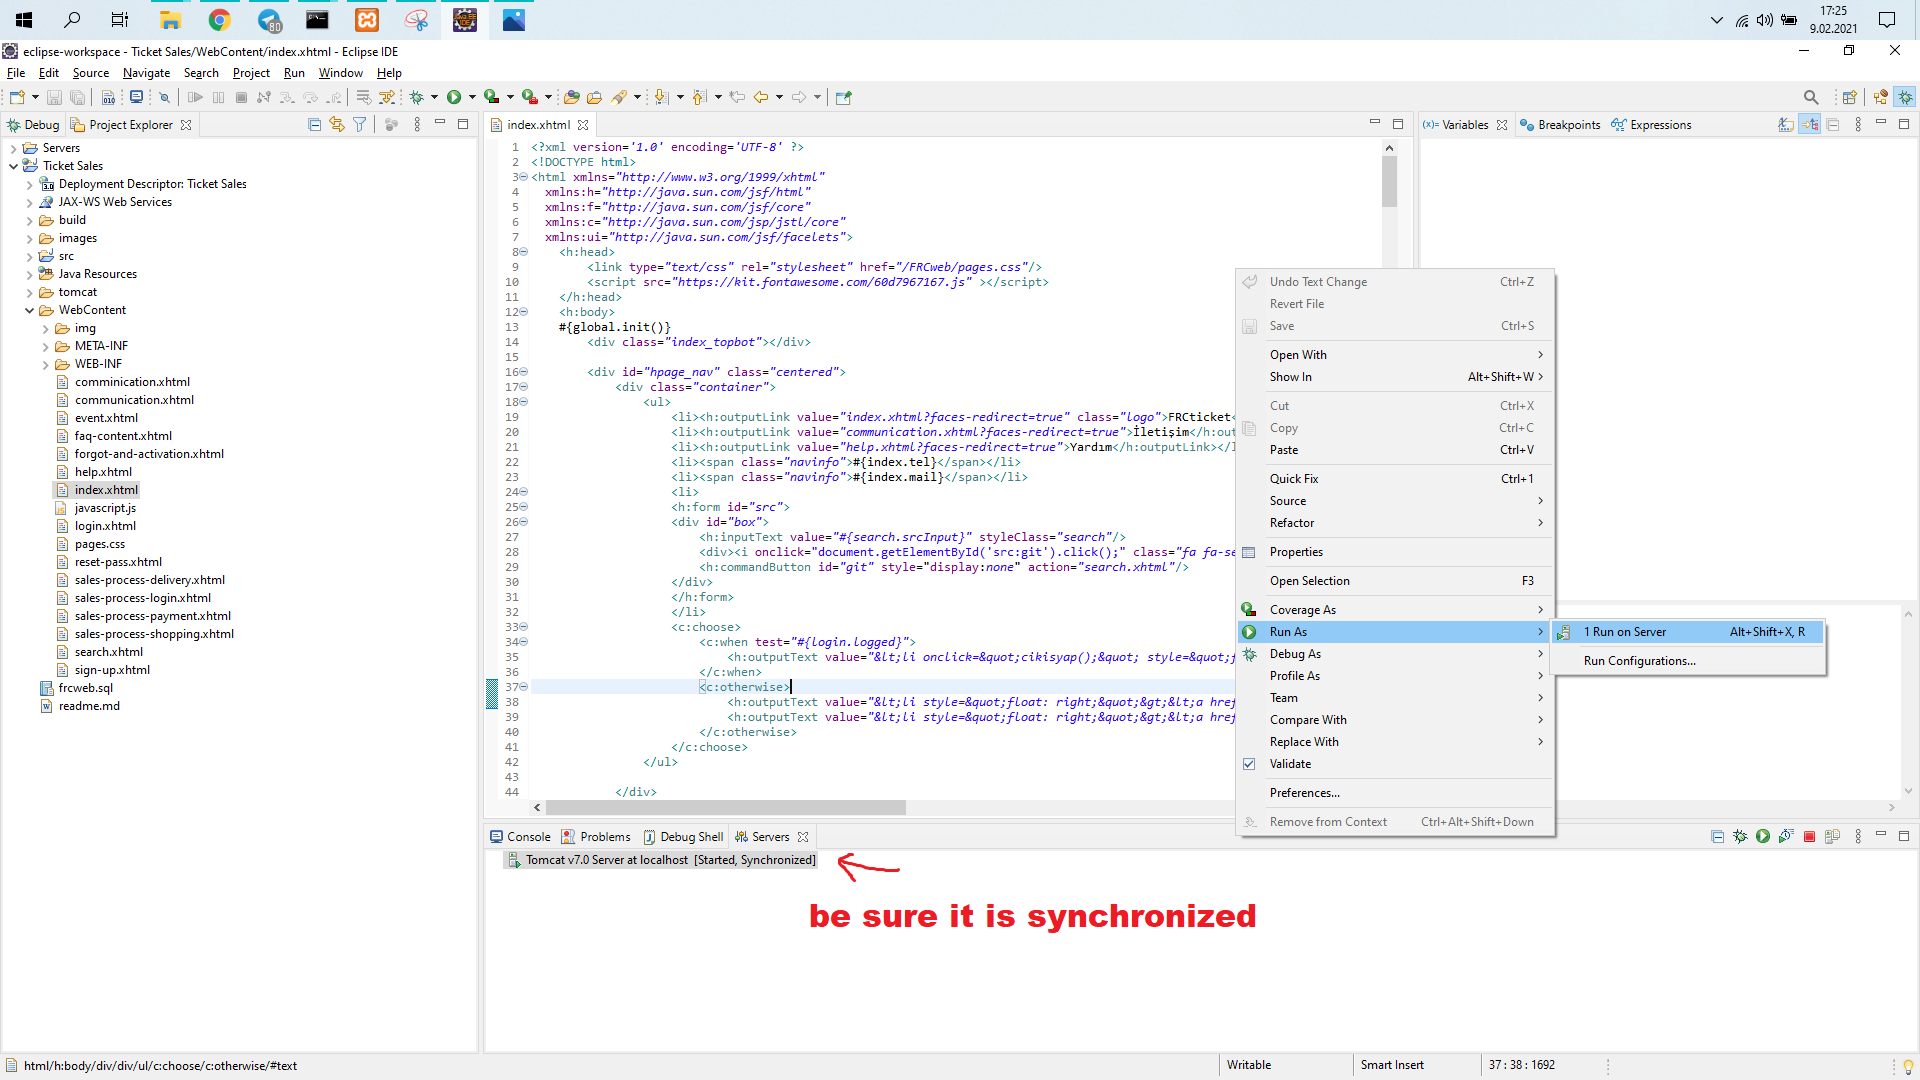 17:25
9.02.2021
eclipse-workspace - Ticket Sales/WebContent/index.xhtml - Eclipse IDE
File Edit Source Navigate Search Project Run Window Help
Debug Project Explorer
Servers
Ticket Sales
Deployment Descriptor: Ticket Sales
JAX-WS Web Services
build
images
src
Java Resources
tomcat
WebContent
img
META-INF
WEB-INF
comminication.xhtml
communication.xhtml
event.xhtml
faq-content.xhtml
forgot-and-activation.xhtml
help.xhtml
index.xhtml
javascript.js
login.xhtml
pages.css
reset-pass.xhtml
sales-process-delivery.xhtml
sales-process-login.xhtml
sales-process-payment.xhtml
sales-process-shopping.xhtml
search.xhtml
sign-up.xhtml
frcweb.sql
readme.md
index.xhtml
1 <?xml version='1.0' encoding='UTF-8' ?>
2 <!DOCTYPE html>
3 <html xmlns="http://www.w3.org/1999/xhtml"
4 xmlns:h="http://java.sun.com/jsf/html"
5 xmlns:f="http://java.sun.com/jsf/core"
6 xmlns:c="http://java.sun.com/jsp/jstl/core"
7 xmlns:ui="http://java.sun.com/jsf/facelets">
8 <h:head>
9 <link type="text/css" rel="stylesheet" href="/FRCweb/pages.css"/>
10 <script src="https://kit.fontawesome.com/60d7967167.js" ></script>
11 </h:head>
12 <h:body>
13 #{global.init()}
14 <div class="index_topbot"></div>
15
16 <div id="hpage_nav" class="centered">
17 <div class="container">
18 <ul>
19 <li><h:outputLink value="index.xhtml?faces-redirect=true" class="logo">FRCticket<
20 <li><h:outputLink value="communication.xhtml?faces-redirect=true">İletişim</h:out
21 <li><h:outputLink value="help.xhtml?faces-redirect=true">Yardım</h:outputLink></l
22 <li><span class="navinfo">#{index.tel}</span></li>
23 <li><span class="navinfo">#{index.mail}</span></li>
24 <li>
25 <h:form id="src">
26 <div id="box">
27 <h:inputText value="#{search.srcInput}" styleClass="search"/>
28 <div><i onclick="document.getElementById('src:git').click();" class="fa fa-se
29 <h:commandButton id="git" style="display:none" action="search.xhtml"/>
30 </div>
31 </h:form>
32 </li>
33 <c:choose>
34 <c:when test="#{login.logged}">
35 <h:outputText value="&lt;li onclick=&quot;cikisyap();&quot; style=&quot;f
36 </c:when>
37 <c:otherwise>
38 <h:outputText value="&lt;li style=&quot;float: right;&quot;&gt;&lt;a href
39 <h:outputText value="&lt;li style=&quot;float: right;&quot;&gt;&lt;a href
40 </c:otherwise>
41 </c:choose>
42 </ul>
43
44 </div>
Variables Breakpoints Expressions
Undo Text Change Ctrl+Z
Revert File
Save Ctrl+S
Open With
Show In Alt+Shift+W
Cut Ctrl+X
Copy Ctrl+C
Paste Ctrl+V
Quick Fix Ctrl+1
Source
Refactor
Properties
Open Selection F3
Coverage As
Run As
Debug As
Profile As
Team
Compare With
Replace With
Validate
Preferences...
Remove from Context Ctrl+Alt+Shift+Down
1 Run on Server Alt+Shift+X, R
Run Configurations...
Console Problems Debug Shell Servers
Tomcat v7.0 Server at localhost [Started, Synchronized]
be sure it is synchronized
html/h:body/div/div/ul/c:choose/c:otherwise/#text
Writable Smart Insert 37 : 38 : 1692